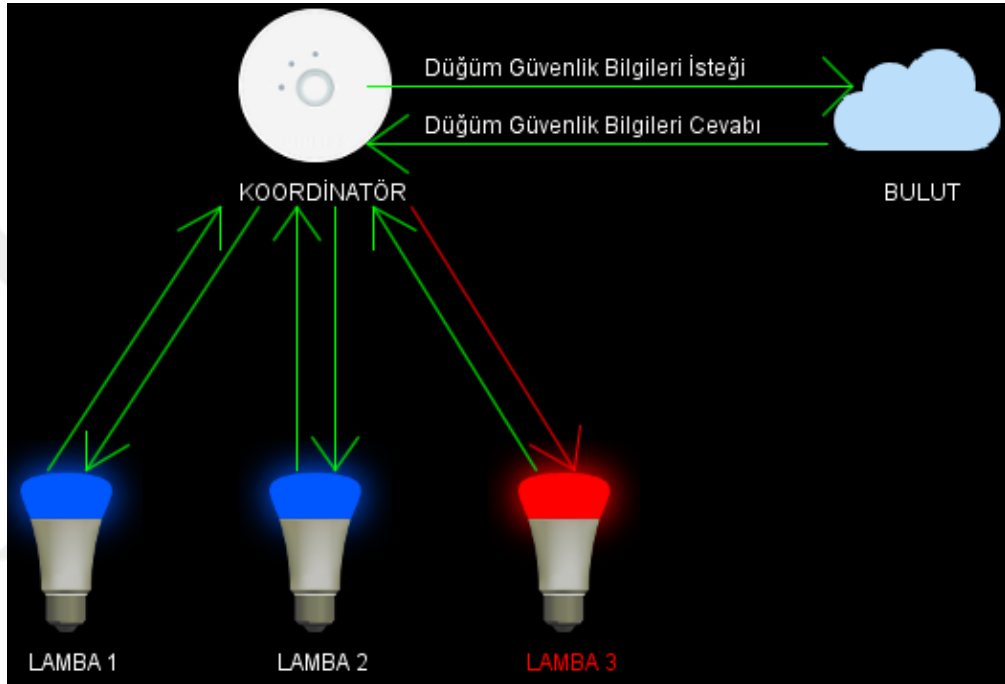 Düğüm Güvenlik Bilgileri İsteği
Düğüm Güvenlik Bilgileri Cevabı
KOORDİNATÖR
BULUT
LAMBA 1
LAMBA 2
LAMBA 3